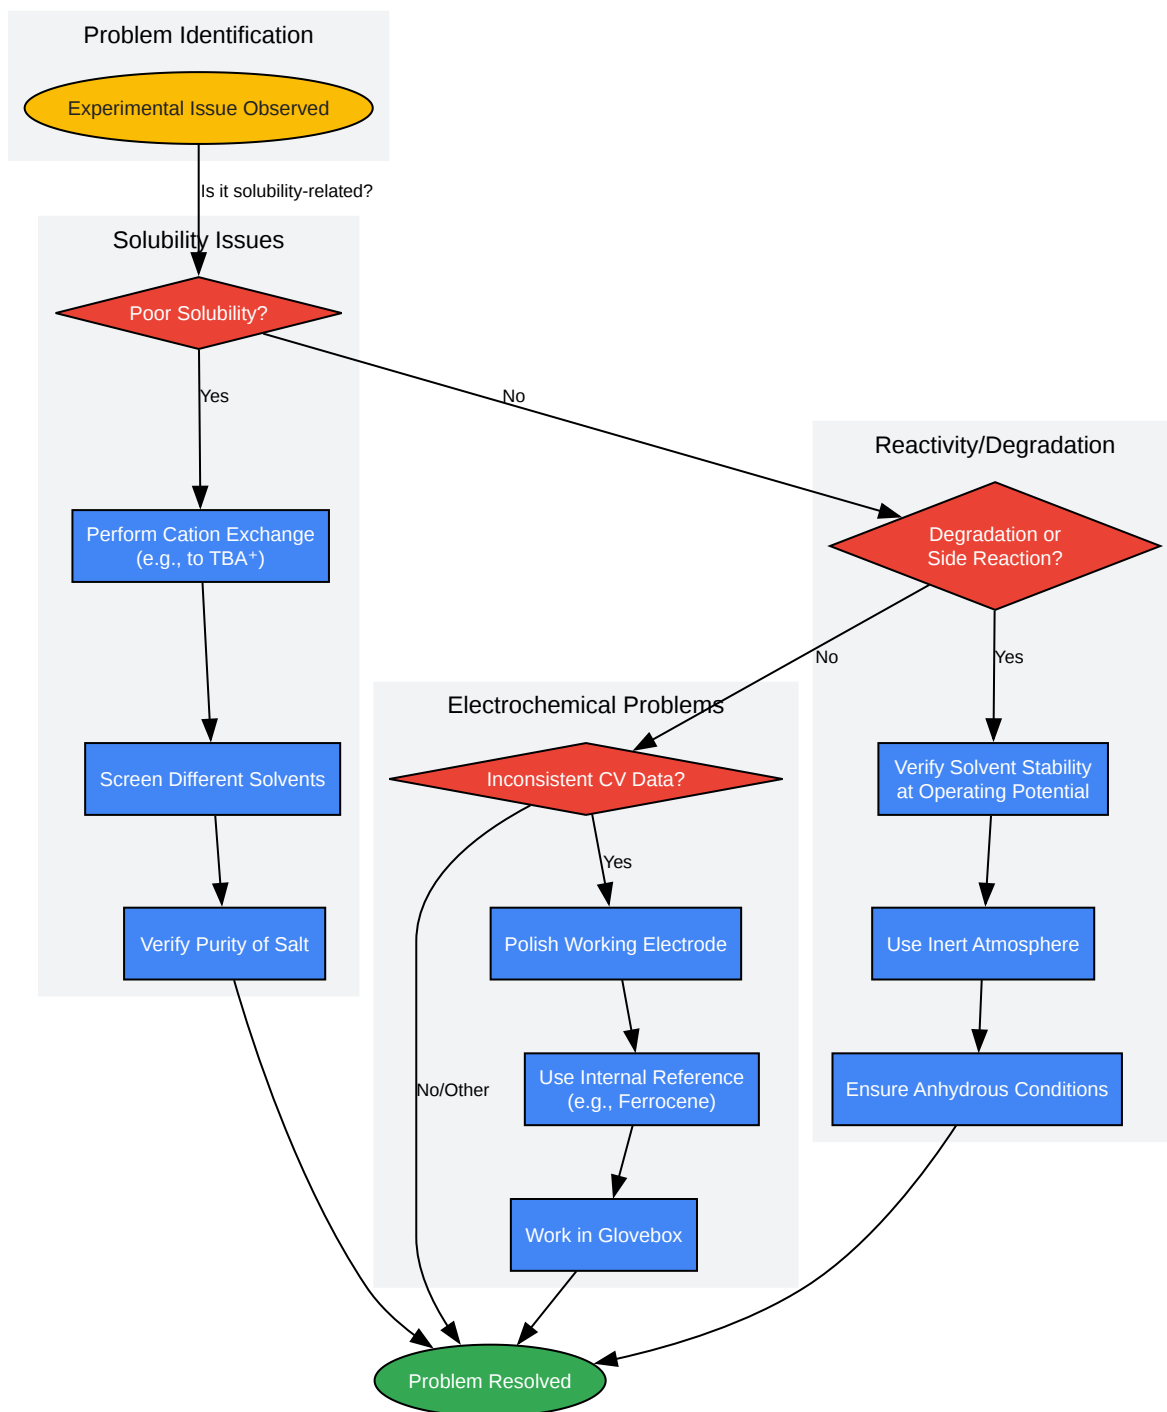 Problem Identification
Experimental Issue Observed
Is it solubility-related?
Solubility Issues
Poor Solubility?
Yes
No
Perform Cation Exchange
(e.g., to TBA⁺)
Screen Different Solvents
Verify Purity of Salt
Reactivity/Degradation
Degradation or
Side Reaction?
No
Yes
Electrochemical Problems
Inconsistent CV Data?
Yes
No/Other
Polish Working Electrode
Use Internal Reference
(e.g., Ferrocene)
Work in Glovebox
Verify Solvent Stability
at Operating Potential
Use Inert Atmosphere
Ensure Anhydrous Conditions
Problem Resolved